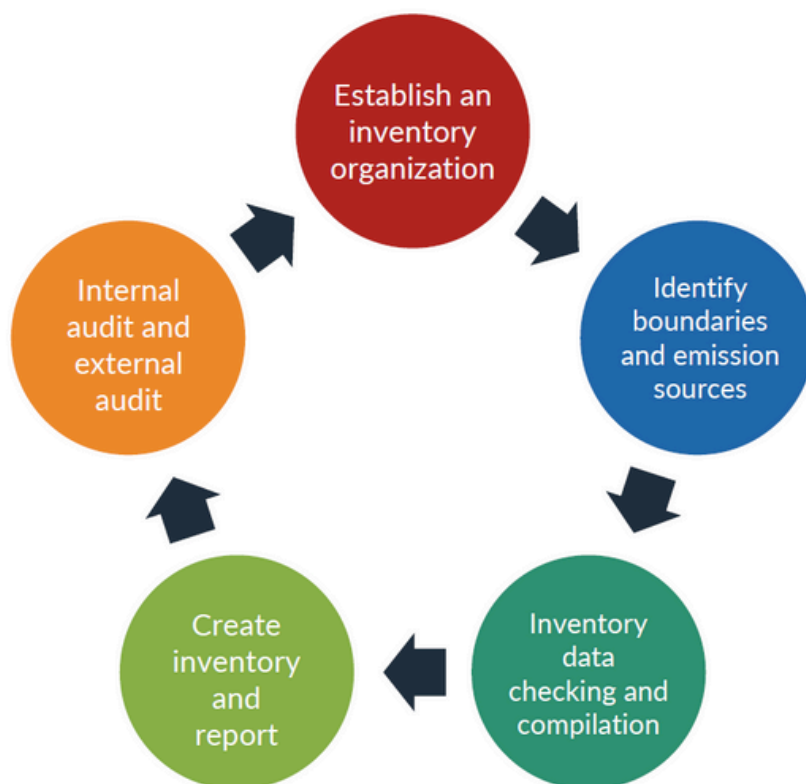 Establish an
inventory
organization
Identify
boundaries
and emission
sources
Inventory
data
checking and
compilation
Create
inventory
and
report
Internal
audit and
external
audit